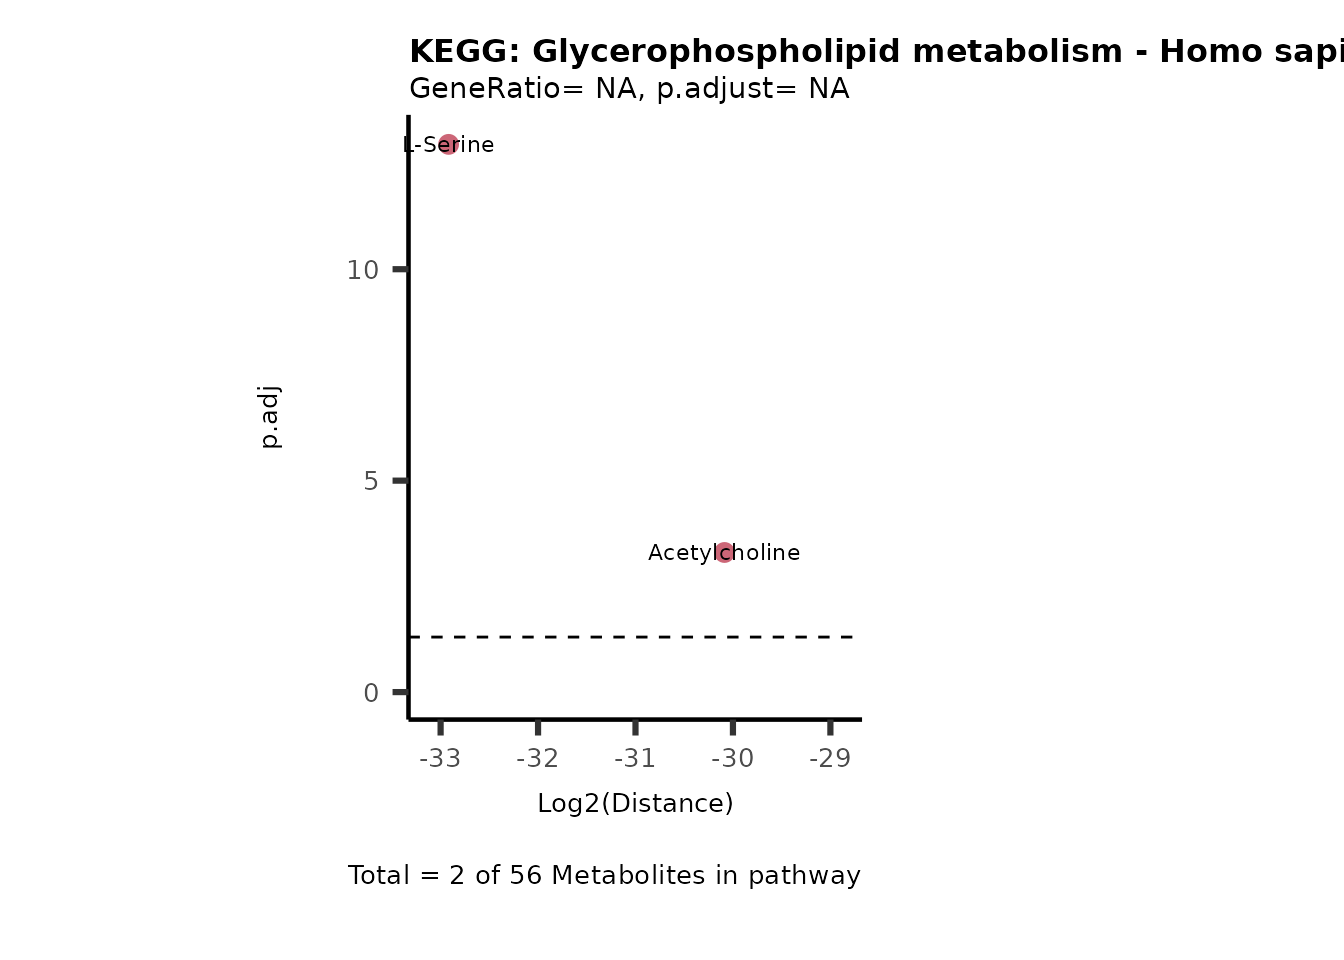 KEGG: Glycerophospholipid metabolism - Homo sapi
GeneRatio= NA, p.adjust= NA
L-Serine
10
p.adj
5
Acetylcholine
0
-33 -32 -31 -30 -29
Log2(Distance)
Total = 2 of 56 Metabolites in pathway